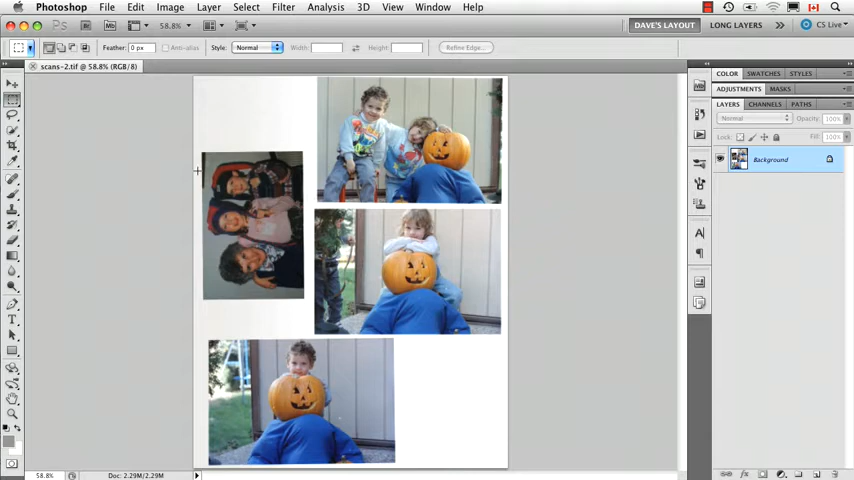 Photoshop File Edit Image Layer Select Filter Analysis 3D View Window Help
Ps Br Mb 58.8% DAVE'S LAYOUT LONG LAYERS CS Live
Feather: 0 px Anti-alias Style: Normal Width: Height: Refine Edge...
scans-2.tif @ 58.8% (RGB/8)
COLOR SWATCHES STYLES
ADJUSTMENTS MASKS
LAYERS CHANNELS PATHS
Normal Opacity: 100%
Lock: Fill: 100%
Background
58.8% Doc: 2.29M/2.29M